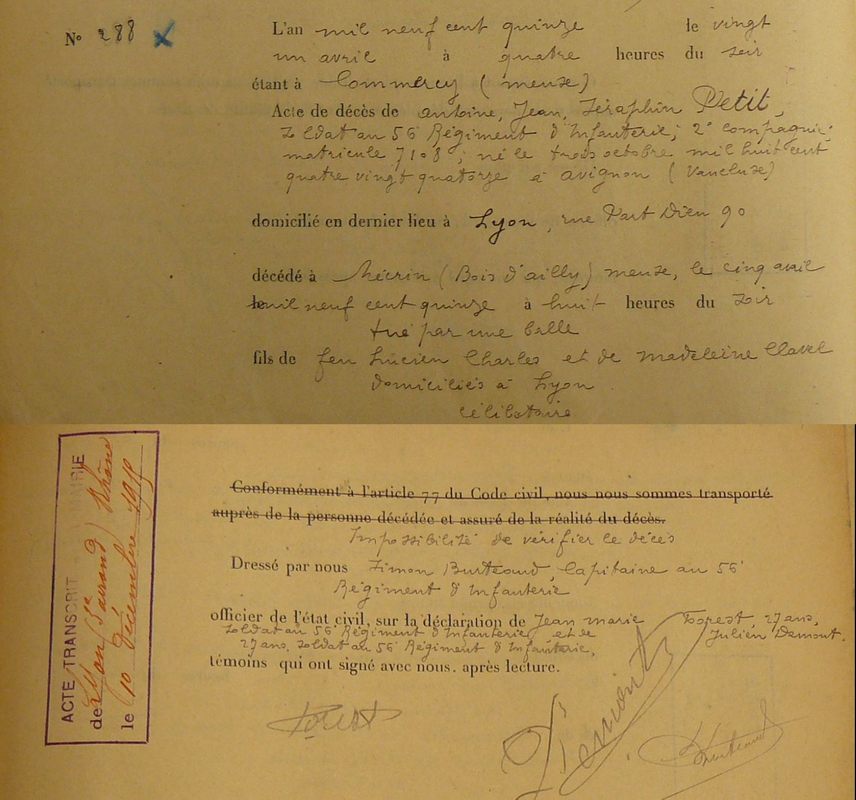 N° 288 L'an mil neuf cent quinze le vingt
un avril à quatre heures du soir
étant à Commercy (meuse)
Acte de décès de antoine, Jean, Séraphin Petit,
Soldat au 56e Régiment d'Infanterie; 2e compagnie;
matricule 7108; né le trois octobre mil huit cent
quatre vingt quatorze à avignon (Vaucluse)
domicilié en dernier lieu à Lyon, rue Part Dieu 90
décédé à Mécrin (Bois d'ailly) meuse, le cinq avril
mil neuf cent quinze à huit heures du soir
tué par une balle
fils de feu Lucien Charles et de Madeleine Clavel
domiciliés à Lyon
célibataire
ACTE TRANSCRIT
de Lyon (3e arrond) Rhône
le 10 décembre 1915
Conformément à l'article 77 du Code civil, nous nous sommes transporté
auprès de la personne décédée et assuré de la réalité du décès.
Impossibilité de vérifier le décès
Dressé par nous Simon Burteaud, Capitaine au 56e
Régiment d'Infanterie
officier de l'état civil, sur la déclaration de Jean marie Topest, 27 ans,
Soldat au 56e Régiment d'Infanterie et de Julien Demont,
27 ans, Soldat au 56e Régiment d'Infanterie,
témoins qui ont signé avec nous. après lecture.
Demont